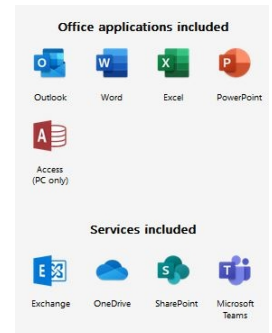 Office applications included
O W X P
Outlook Word Excel PowerPoint
A
Access
(PC only)
Services included
E S T
Exchange OneDrive SharePoint Microsoft
Teams